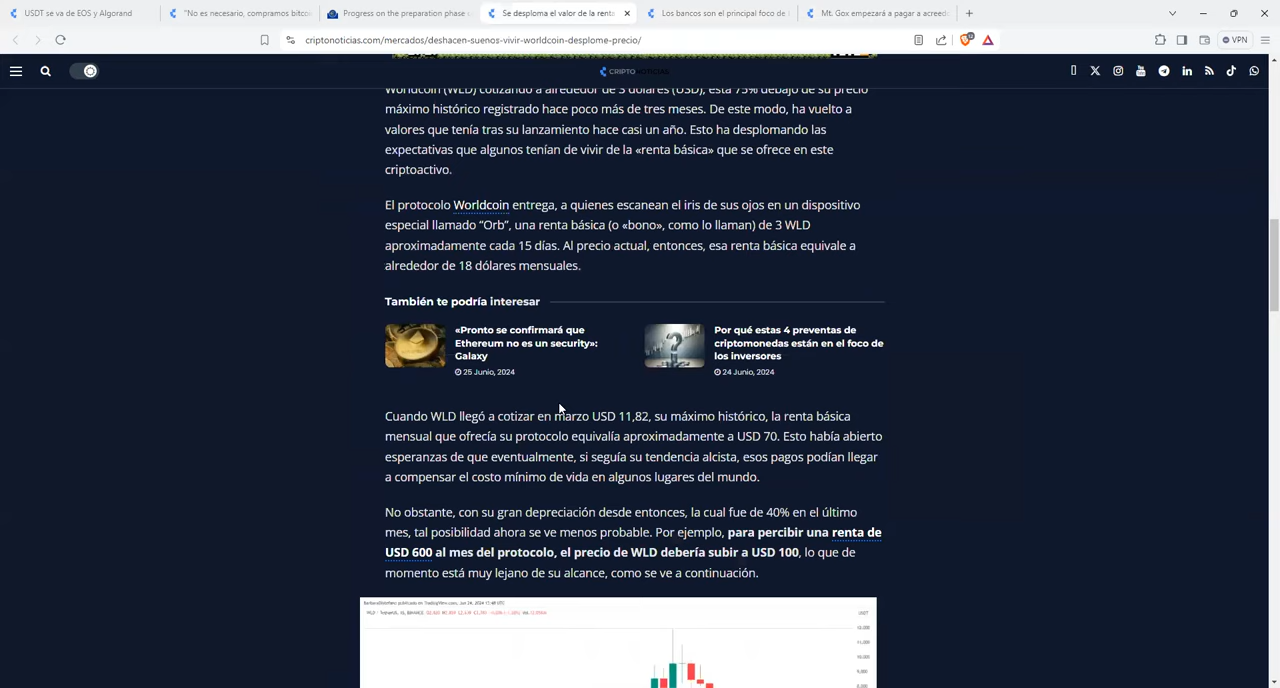 USDT se va de EOS y Algorand
"No es necesario, compramos bitcoi
Progress on the preparation phase
Se desploma el valor de la renta
Los bancos son el principal foco de
Mt. Gox empezará a pagar a acreed
criptonoticias.com/mercados/deshacen-suenos-vivir-worldcoin-desplome-precio/
VPN
CRIPTONOTICIAS
Worldcoin (WLD) cotizando a alrededor de 3 dólares (USD), está 75% debajo de su precio
máximo histórico registrado hace poco más de tres meses. De este modo, ha vuelto a
valores que tenía tras su lanzamiento hace casi un año. Esto ha desplomando las
expectativas que algunos tenían de vivir de la «renta básica» que se ofrece en este
criptoactivo.
El protocolo Worldcoin entrega, a quienes escanean el iris de sus ojos en un dispositivo
especial llamado “Orb”, una renta básica (o «bono», como lo llaman) de 3 WLD
aproximadamente cada 15 días. Al precio actual, entonces, esa renta básica equivale a
alrededor de 18 dólares mensuales.
También te podría interesar
«Pronto se confirmará que
Ethereum no es un security»:
Galaxy
25 Junio, 2024
Por qué estas 4 preventas de
criptomonedas están en el foco de
los inversores
24 Junio, 2024
Cuando WLD llegó a cotizar en marzo USD 11,82, su máximo histórico, la renta básica
mensual que ofrecía su protocolo equivalía aproximadamente a USD 70. Esto había abierto
esperanzas de que eventualmente, si seguía su tendencia alcista, esos pagos podían llegar
a compensar el costo mínimo de vida en algunos lugares del mundo.
No obstante, con su gran depreciación desde entonces, la cual fue de 40% en el último
mes, tal posibilidad ahora se ve menos probable. Por ejemplo, para percibir una renta de
USD 600 al mes del protocolo, el precio de WLD debería subir a USD 100, lo que de
momento está muy lejano de su alcance, como se ve a continuación.
USDT
12.000
11.000
10.000
9.000
8.000